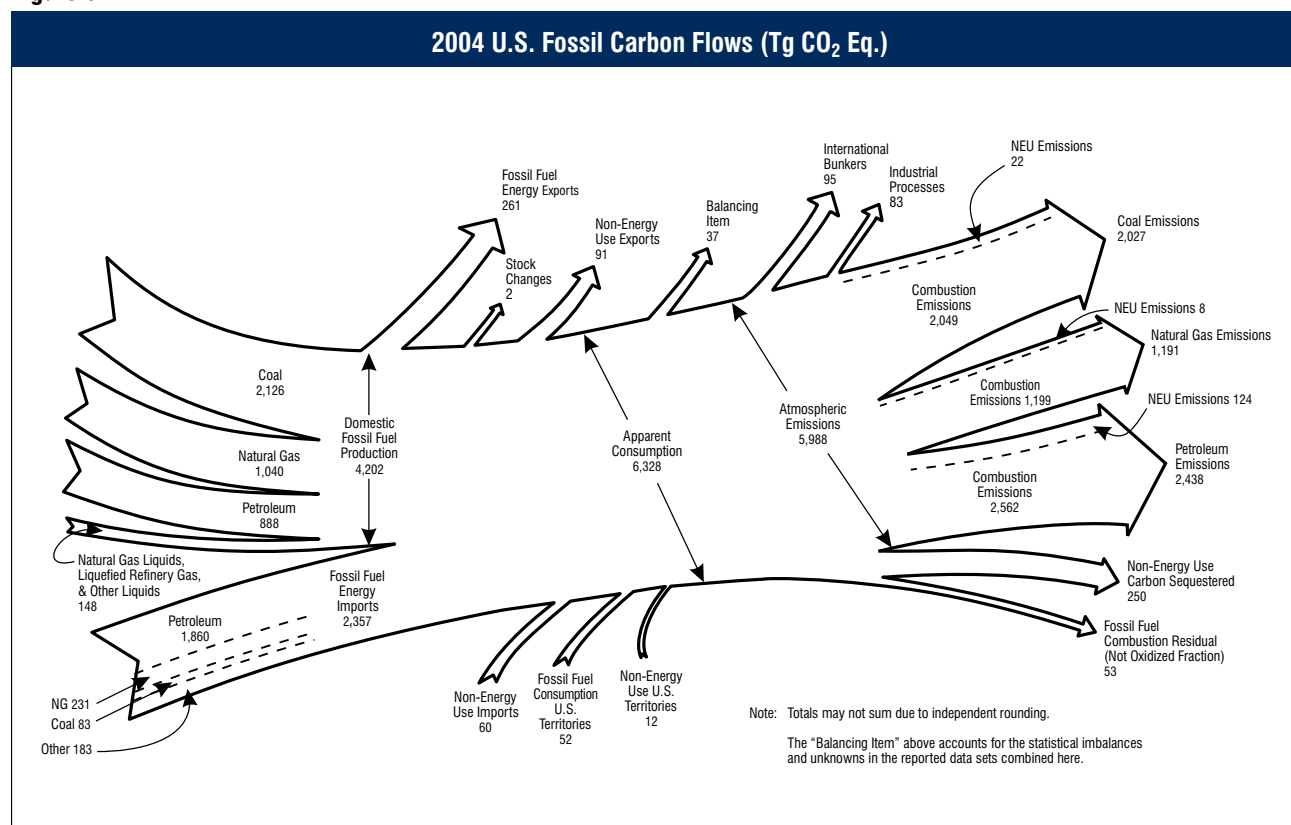 2004 U.S. Fossil Carbon Flows (Tg CO₂ Eq.)
Fossil Fuel
Energy Exports
261
Stock
Changes
2
Non-Energy
Use Exports
91
Balancing
Item
37
International
Bunkers
95
Industrial
Processes
83
NEU Emissions
22
Coal Emissions
2,027
Combustion
Emissions
2,049
NEU Emissions 8
Natural Gas Emissions
1,191
Combustion
Emissions 1,199
NEU Emissions 124
Petroleum
Emissions
2,438
Combustion
Emissions
2,562
Coal
2,126
Natural Gas
1,040
Petroleum
888
Natural Gas Liquids,
Liquefied Refinery Gas,
& Other Liquids
148
Domestic
Fossil Fuel
Production
4,202
Apparent
Consumption
6,328
Atmospheric
Emissions
5,988
Fossil Fuel
Energy
Imports
2,357
Petroleum
1,860
NG 231
Coal 83
Other 183
Non-Energy
Use Imports
60
Fossil Fuel
Consumption
U.S.
Territories
52
Non-Energy
Use U.S.
Territories
12
Non-Energy Use
Carbon Sequestered
250
Fossil Fuel
Combustion Residual
(Not Oxidized Fraction)
53
Note: Totals may not sum due to independent rounding.
The “Balancing Item” above accounts for the statistical imbalances
and unknowns in the reported data sets combined here.